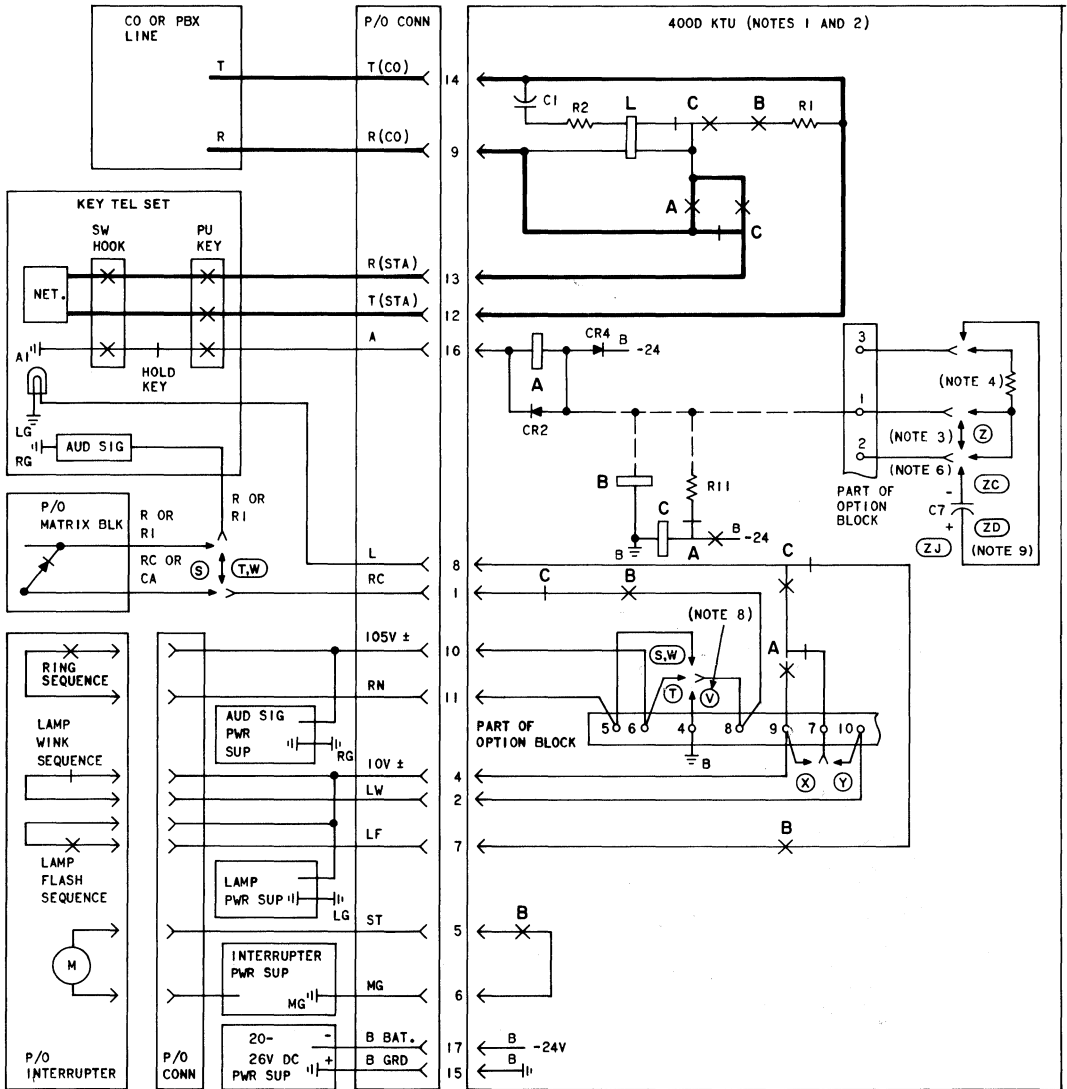 CO OR PBX
LINE
P/O CONN
400D KTU (NOTES 1 AND 2)
T
T(CO)
14
C1
R2
L
C
B
R1
R
R(CO)
9
KEY TEL SET
SW
HOOK
PU
KEY
A
C
R(STA)
13
NET.
T(STA)
12
A
16
CR4
B
-24
3
A1
HOLD
KEY
A
(NOTE 4)
LG
CR2
1
RG
AUD SIG
(NOTE 3)
Z
2
(NOTE 6)
B
R11
ZC
PART OF
OPTION
BLOCK
-
C7
+
ZD
ZJ
(NOTE 9)
C
B
A
B
-24
P/O
MATRIX BLK
R OR
R1
R OR
R1
RC OR
CA
S
T,W
L
8
C
RC
1
C
B
(NOTE 8)
105V ±
10
S,W
A
RING
SEQUENCE
RN
11
T
V
AUD SIG
PWR
SUP
RG
PART OF
OPTION BLOCK
5
6
4
8
9
7
10
B
LAMP
WINK
SEQUENCE
10V ±
4
X
Y
LW
2
LF
7
B
LAMP
FLASH
SEQUENCE
LAMP
PWR SUP
LG
ST
5
B
M
INTERRUPTER
PWR SUP
MG
MG
6
20-
26V DC
PWR SUP
-
+
B BAT.
17
B
-24V
B GRD
15
B
P/O
INTERRUPTER
P/O
CONN